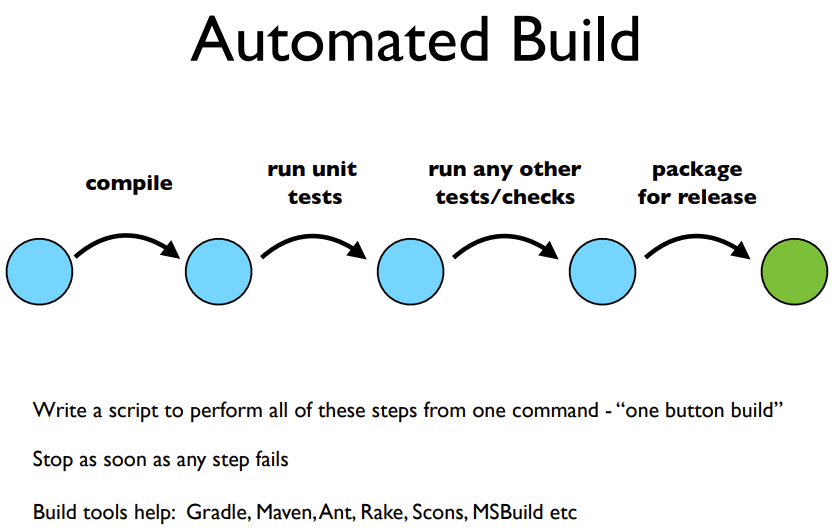 Automated Build
compile
run unit
tests
run any other
tests/checks
package
for release
Write a script to perform all of these steps from one command - “one button build”
Stop as soon as any step fails
Build tools help: Gradle, Maven, Ant, Rake, Scons, MSBuild etc